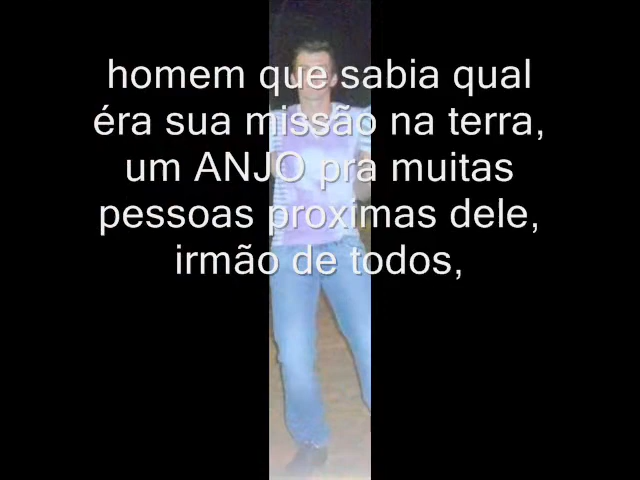 homem que sabia qual
éra sua missão na terra,
um ANJO pra muitas
pessoas proximas dele,
irmão de todos,